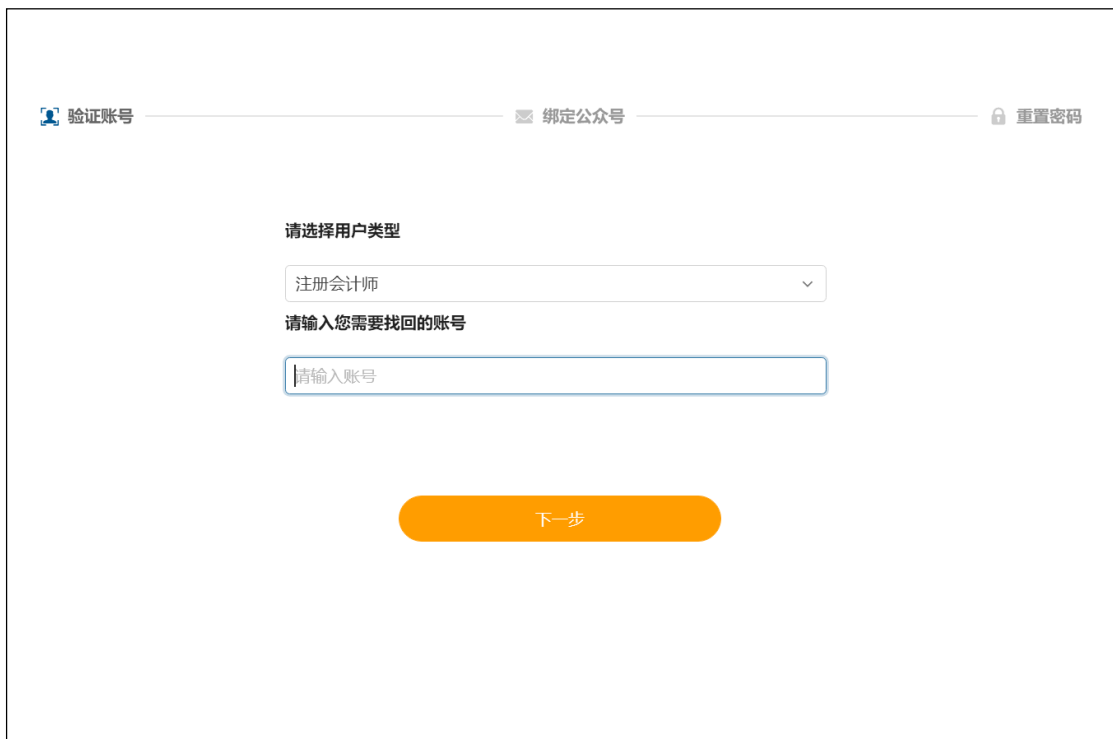 验证账号
绑定公众号
重置密码
请选择用户类型
注册会计师
请输入您需要找回的账号
请输入账号
下一步